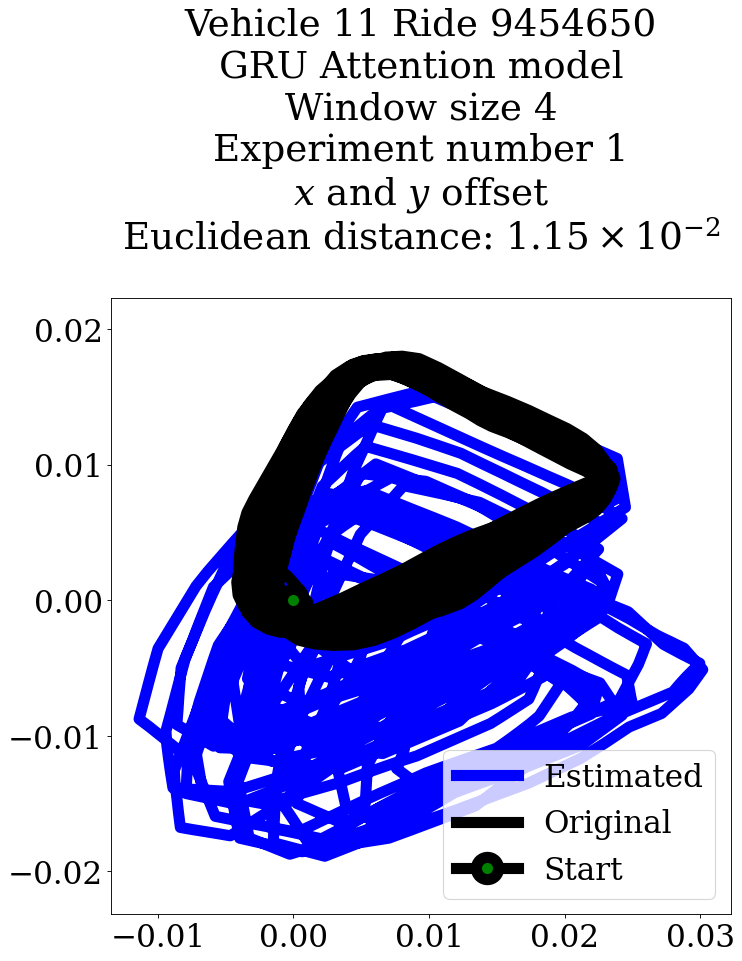 Vehicle 11 Ride 9454650
GRU Attention model
Window size 4
Experiment number 1
x and y offset
Euclidean distance: 1.15 × 10⁻²
0.02
0.01
0.00
−0.01
−0.02
Estimated
Original
Start
−0.01 0.00 0.01 0.02 0.03